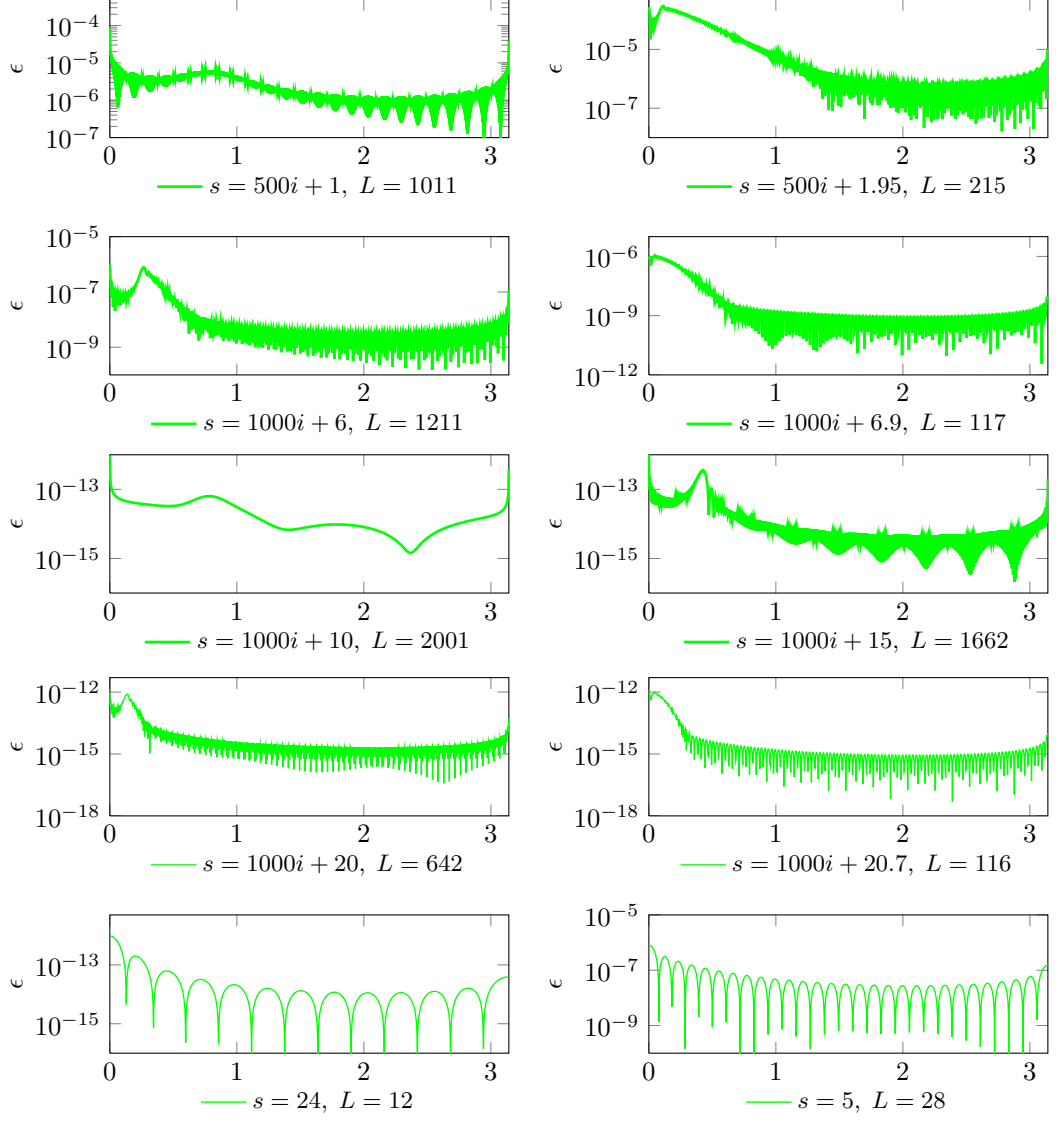 10−4
10−5
10−6
10−7
ϵ
0 1 2 3
s = 500i + 1, L = 1011
10−5
10−7
ϵ
0 1 2 3
s = 500i + 1.95, L = 215
10−5
10−7
10−9
ϵ
0 1 2 3
s = 1000i + 6, L = 1211
10−6
10−9
10−12
ϵ
0 1 2 3
s = 1000i + 6.9, L = 117
10−13
10−15
ϵ
0 1 2 3
s = 1000i + 10, L = 2001
10−13
10−15
ϵ
0 1 2 3
s = 1000i + 15, L = 1662
10−12
10−15
10−18
ϵ
0 1 2 3
s = 1000i + 20, L = 642
10−12
10−15
10−18
ϵ
0 1 2 3
s = 1000i + 20.7, L = 116
10−13
10−15
ϵ
0 1 2 3
s = 24, L = 12
10−5
10−7
10−9
ϵ
0 1 2 3
s = 5, L = 28